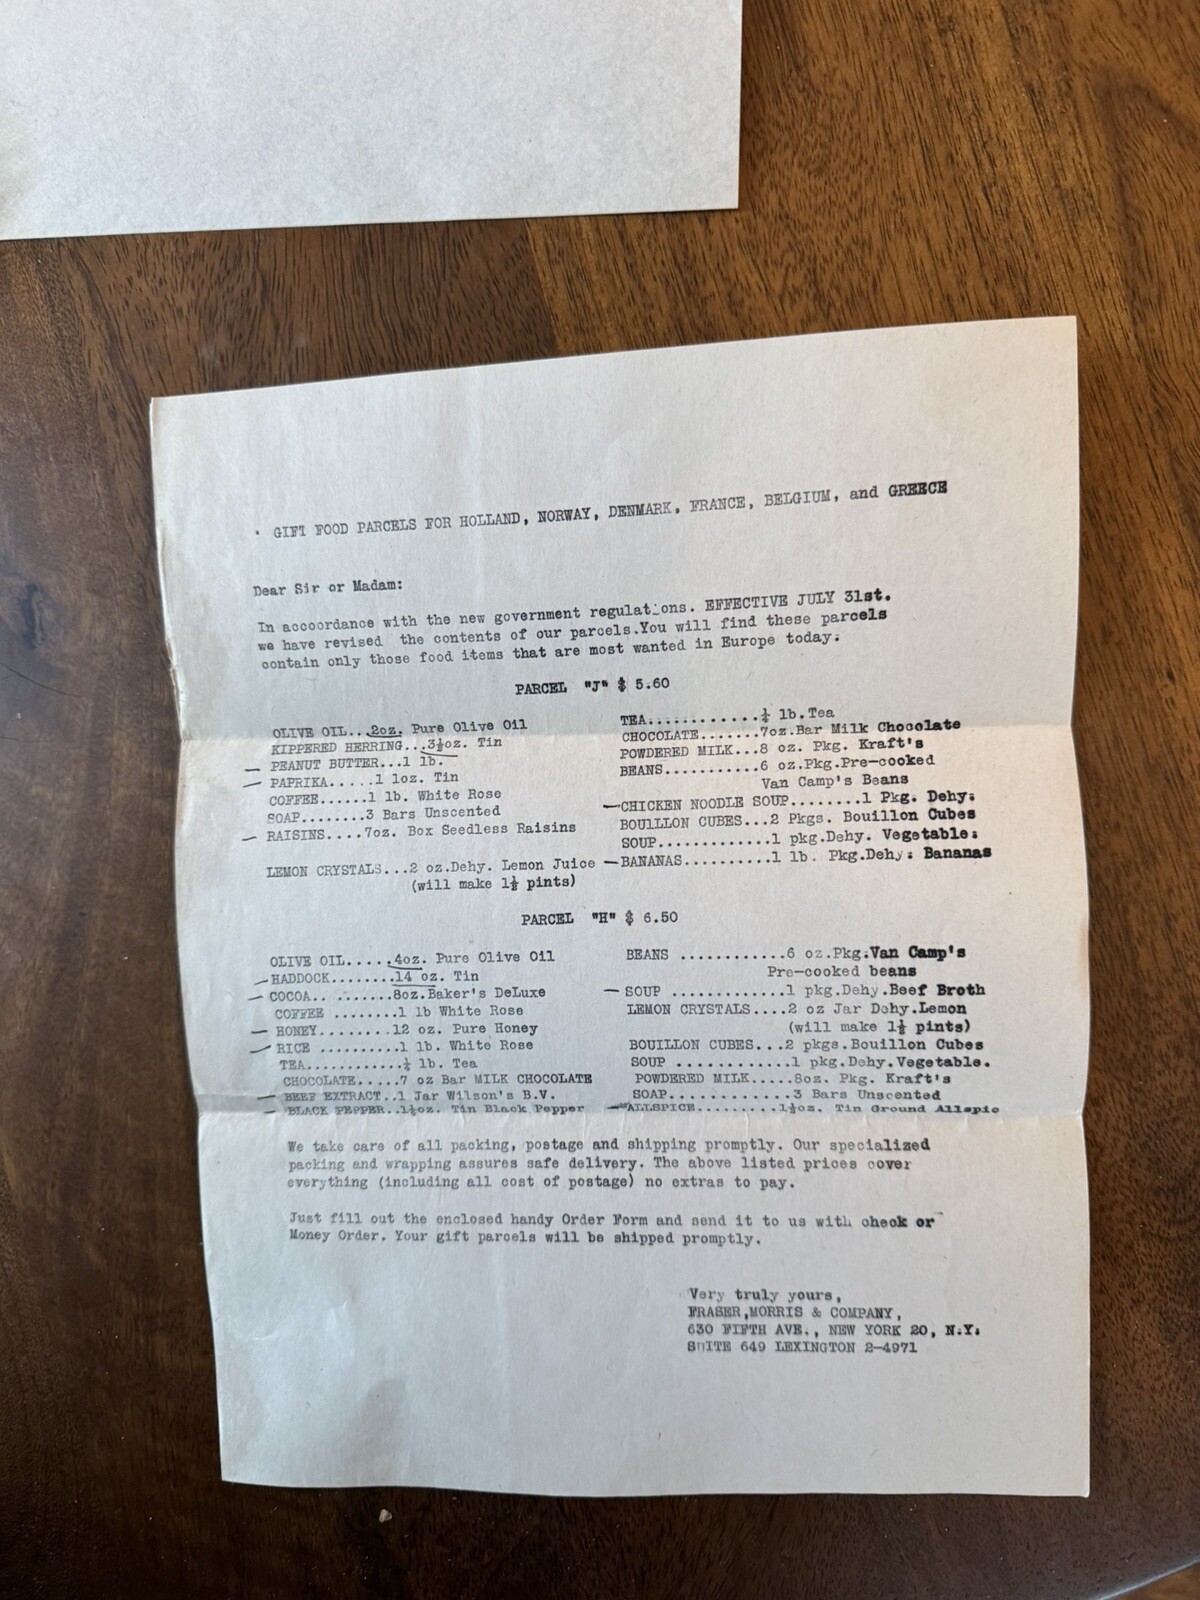 GIFT FOOD PARCELS FOR HOLLAND, NORWAY, DENMARK, FRANCE, BELGIUM, and GREECE
Dear Sir or Madam:
In accoordance with the new government regulations. EFFECTIVE JULY 31st.
we have revised the contents of our parcels.You will find these parcels
contain only those food items that are most wanted in Europe today.
PARCEL "J" $ 5.60
OLIVE OIL...2oz. Pure Olive Oil
KIPPERED HERRING...3½oz. Tin
PEANUT BUTTER...1 lb.
PAPRIKA.....1 1oz. Tin
COFFEE......1 lb. White Rose
SOAP........3 Bars Unscented
RAISINS....7oz. Box Seedless Raisins
LEMON CRYSTALS...2 oz.Dehy. Lemon Juice
(will make 1½ pints)
TEA............¼ lb.Tea
CHOCOLATE.......7oz.Bar Milk Chocolate
POWDERED MILK...8 oz. Pkg. Kraft's
BEANS..........6 oz.Pkg.Pre-cooked
Van Camp's Beans
CHICKEN NOODLE SOUP........1 Pkg. Dehy.
BOUILLON CUBES...2 Pkgs. Bouillon Cubes
SOUP.............1 pkg.Dehy. Vegetable.
BANANAS..........1 lb. Pkg.Dehy. Bananas
PARCEL "H" $ 6.50
OLIVE OIL.....4oz. Pure Olive Oil
HADDOCK........14 oz. Tin
COCOA.. .......8oz.Baker's DeLuxe
COFFEE ........1 lb White Rose
HONEY........12 oz. Pure Honey
RICE ..........1 lb. White Rose
TEA............¼ lb. Tea
CHOCOLATE.....7 oz Bar MILK CHOCOLATE
BEEF EXTRACT..1 Jar Wilson's B.V.
BLACK PEPPER..1½oz. Tin Black Pepper
BEANS ...........6 oz.Pkg.Van Camp's
Pre-cooked beans
SOUP ............1 pkg.Dehy.Beef Broth
LEMON CRYSTALS....2 oz Jar Dehy.Lemon
(will make 1½ pints)
BOUILLON CUBES...2 pkgs.Bouillon Cubes
SOUP ............1 pkg.Dehy.Vegetable.
POWDERED MILK.....8oz. Pkg. Kraft's
SOAP.............3 Bars Unscented
ALLSPICE.........1½oz. Tin Ground Allspic
We take care of all packing, postage and shipping promptly. Our specialized
packing and wrapping assures safe delivery. The above listed prices cover
everything (including all cost of postage) no extras to pay.
Just fill out the enclosed handy Order Form and send it to us with check or
Money Order. Your gift parcels will be shipped promptly.
Very truly yours,
FRASER,MORRIS & COMPANY,
630 FIFTH AVE., NEW YORK 20, N.Y.
SUITE 649 LEXINGTON 2-4971